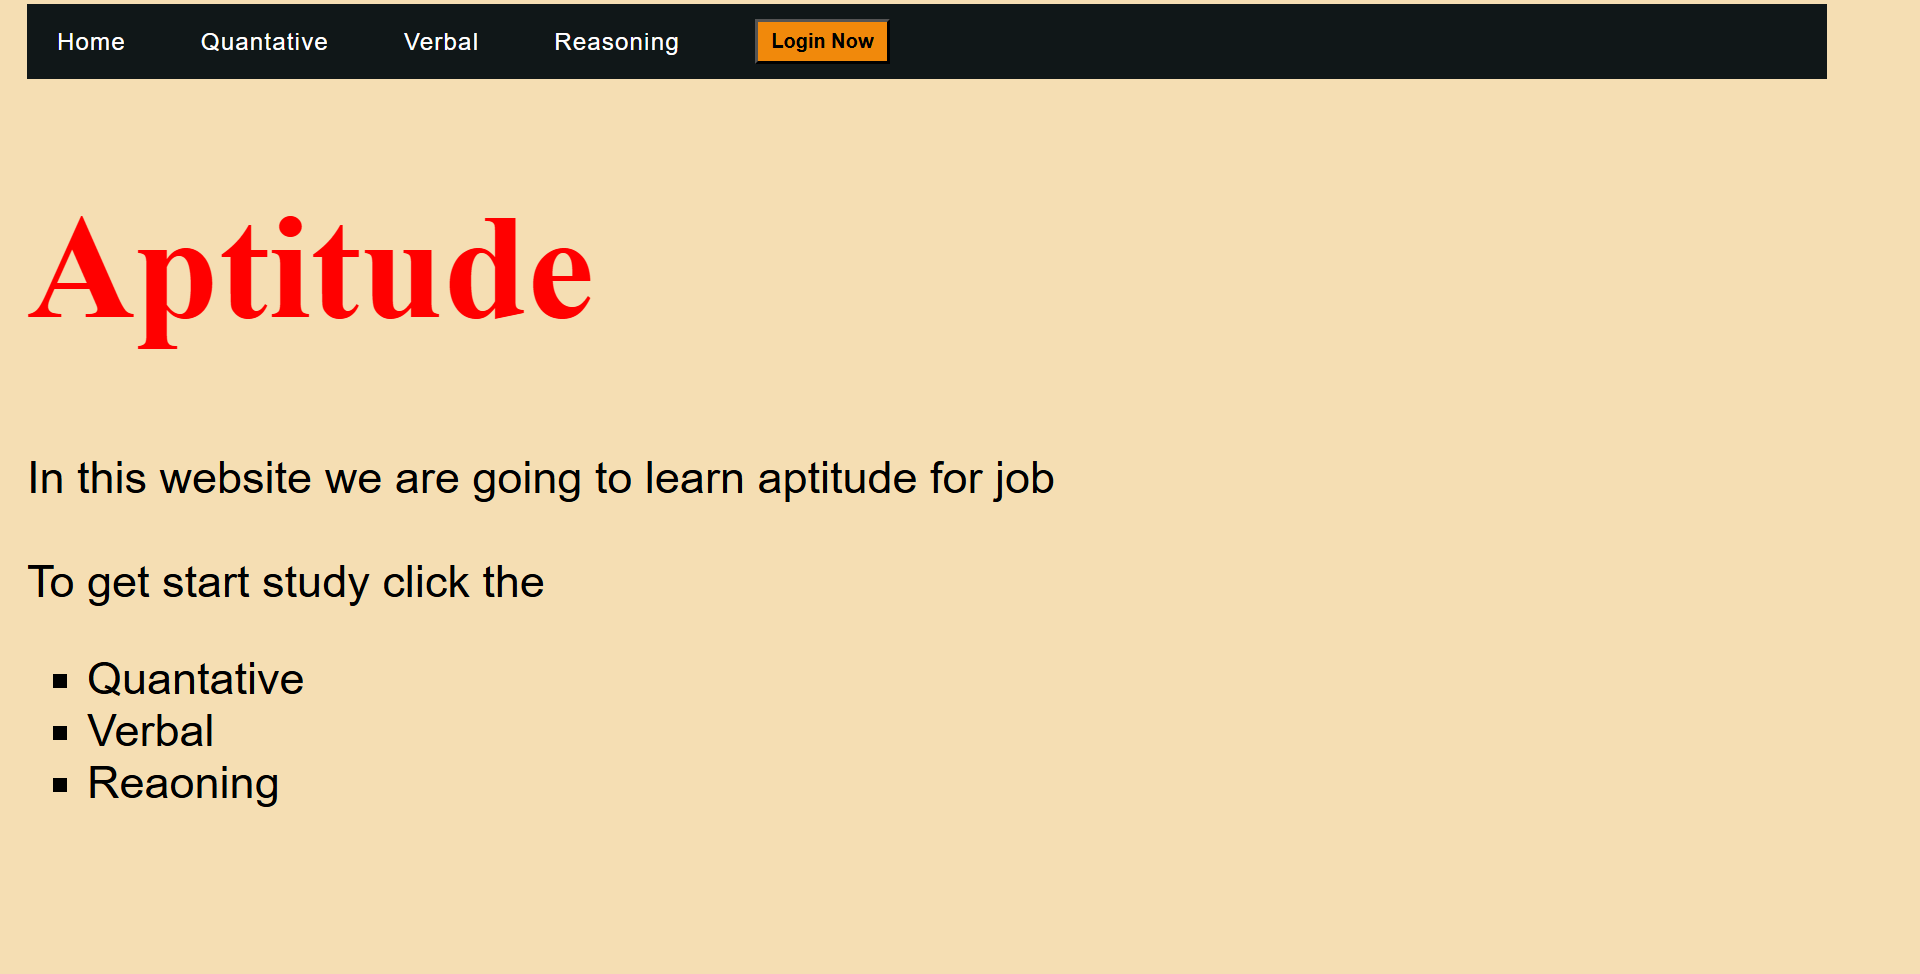 Home Quantative Verbal Reasoning Login Now
Aptitude
In this website we are going to learn aptitude for job
To get start study click the
Quantative
Verbal
Reaoning